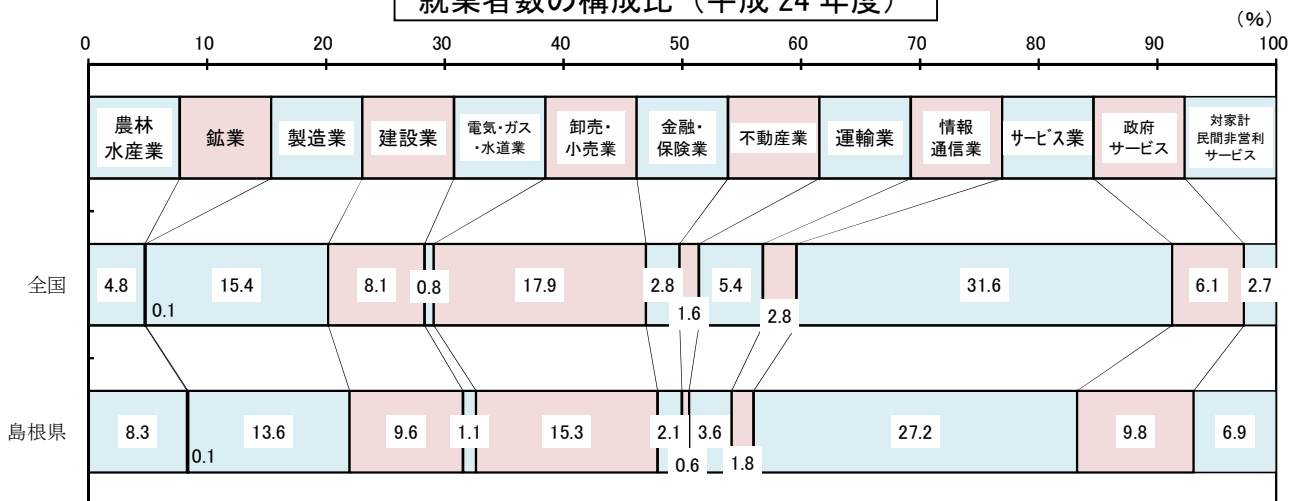 就業者数の構成比(平成24年度)
(%)
0 10 20 30 40 50 60 70 80 90 100
農林
水産業
鉱業
製造業
建設業
電気・ガス
・水道業
卸売・
小売業
金融・
保険業
不動産業
運輸業
情報
通信業
サービス業
政府
サービス
対家計
民間非営利
サービス
全国 4.8 0.1 15.4 8.1 0.8 17.9 2.8 1.6 5.4 2.8 31.6 6.1 2.7
島根県 8.3 0.1 13.6 9.6 1.1 15.3 2.1 0.6 3.6 1.8 27.2 9.8 6.9